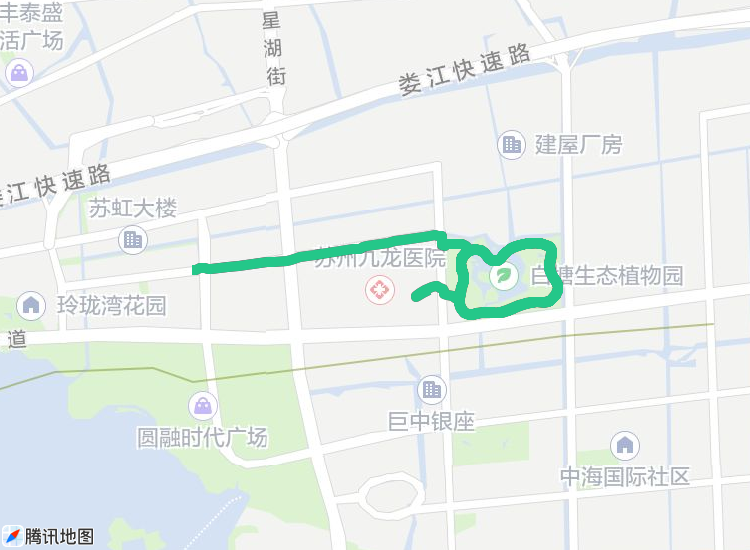 丰泰盛
活广场
星湖街
娄江快速路
建屋厂房
娄江快速路
苏虹大楼
苏州九龙医院
白塘生态植物园
玲珑湾花园
道
巨中银座
圆融时代广场
中海国际社区
腾讯地图